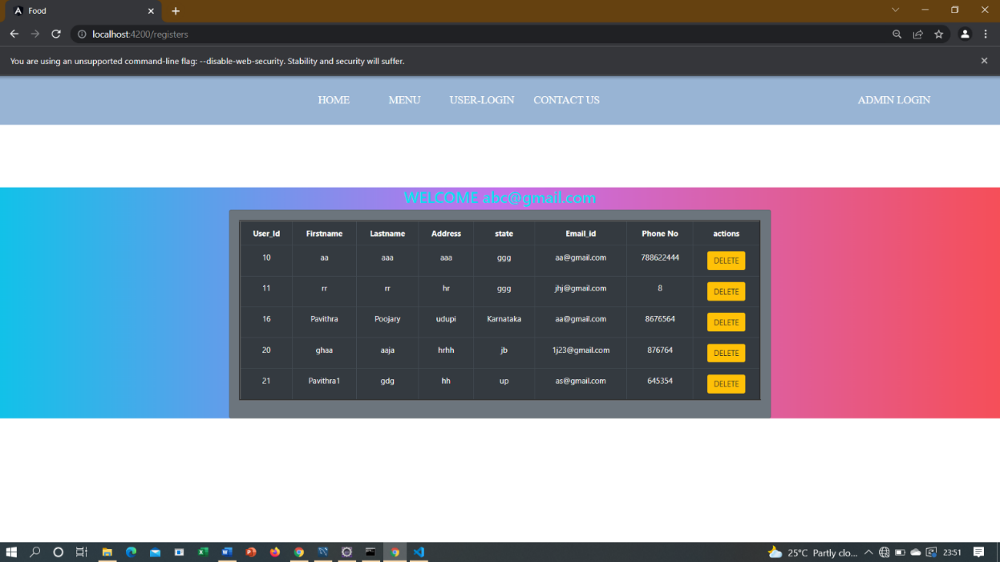 Food
localhost:4200/registers
You are using an unsupported command-line flag: --disable-web-security. Stability and security will suffer.
HOME MENU USER-LOGIN CONTACT US ADMIN LOGIN
WELCOME abc@gmail.com
User_Id Firstname Lastname Address state Email_id Phone No actions
10 aa aaa aaa ggg aa@gmail.com 788622444 DELETE
11 rr rr hr ggg jhj@gmail.com 8 DELETE
16 Pavithra Poojary udupi Karnataka aa@gmail.com 8676564 DELETE
20 ghaa aaja hrhh jb 1j23@gmail.com 876764 DELETE
21 Pavithra1 gdg hh up as@gmail.com 645354 DELETE
25°C Partly clo... 23:51